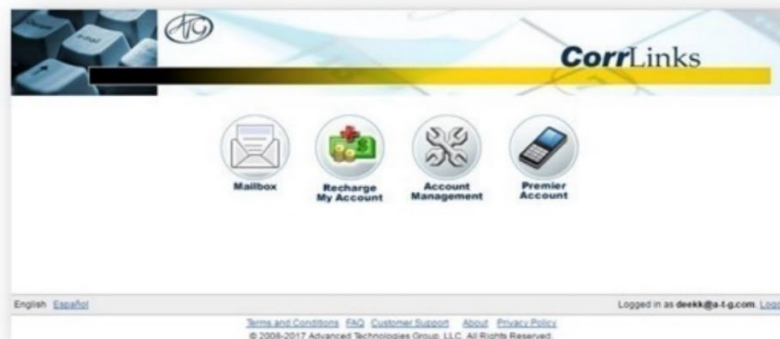 ATG
CorrLinks
Mailbox
Recharge
My Account
Account
Management
Premier
Account
English Español
Logged in as deekk@a-t-g.com.
Terms and Conditions FAQ Customer Support About Privacy Policy
© 2008-2017 Advanced Technologies Group, LLC. All Rights Reserved.